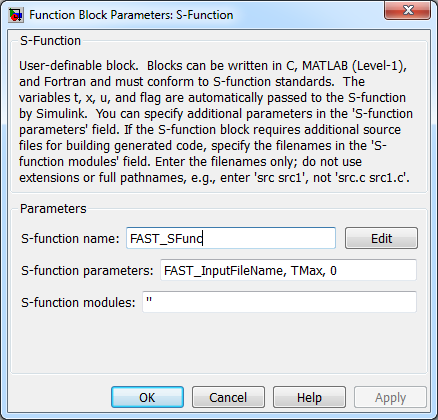 Function Block Parameters: S-Function
S-Function
User-definable block.  Blocks can be written in C, MATLAB (Level-1),
and Fortran and must conform to S-function standards.  The
variables t, x, u, and flag are automatically passed to the S-function
by Simulink.  You can specify additional parameters in the 'S-function
parameters' field. If the S-function block requires additional source
files for building generated code, specify the filenames in the 'S-
function modules' field. Enter the filenames only; do not use
extensions or full pathnames, e.g., enter 'src src1', not 'src.c src1.c'.
Parameters
S-function name: FAST_SFunc Edit
S-function parameters: FAST_InputFileName, TMax, 0
S-function modules: ''
OK Cancel Help Apply